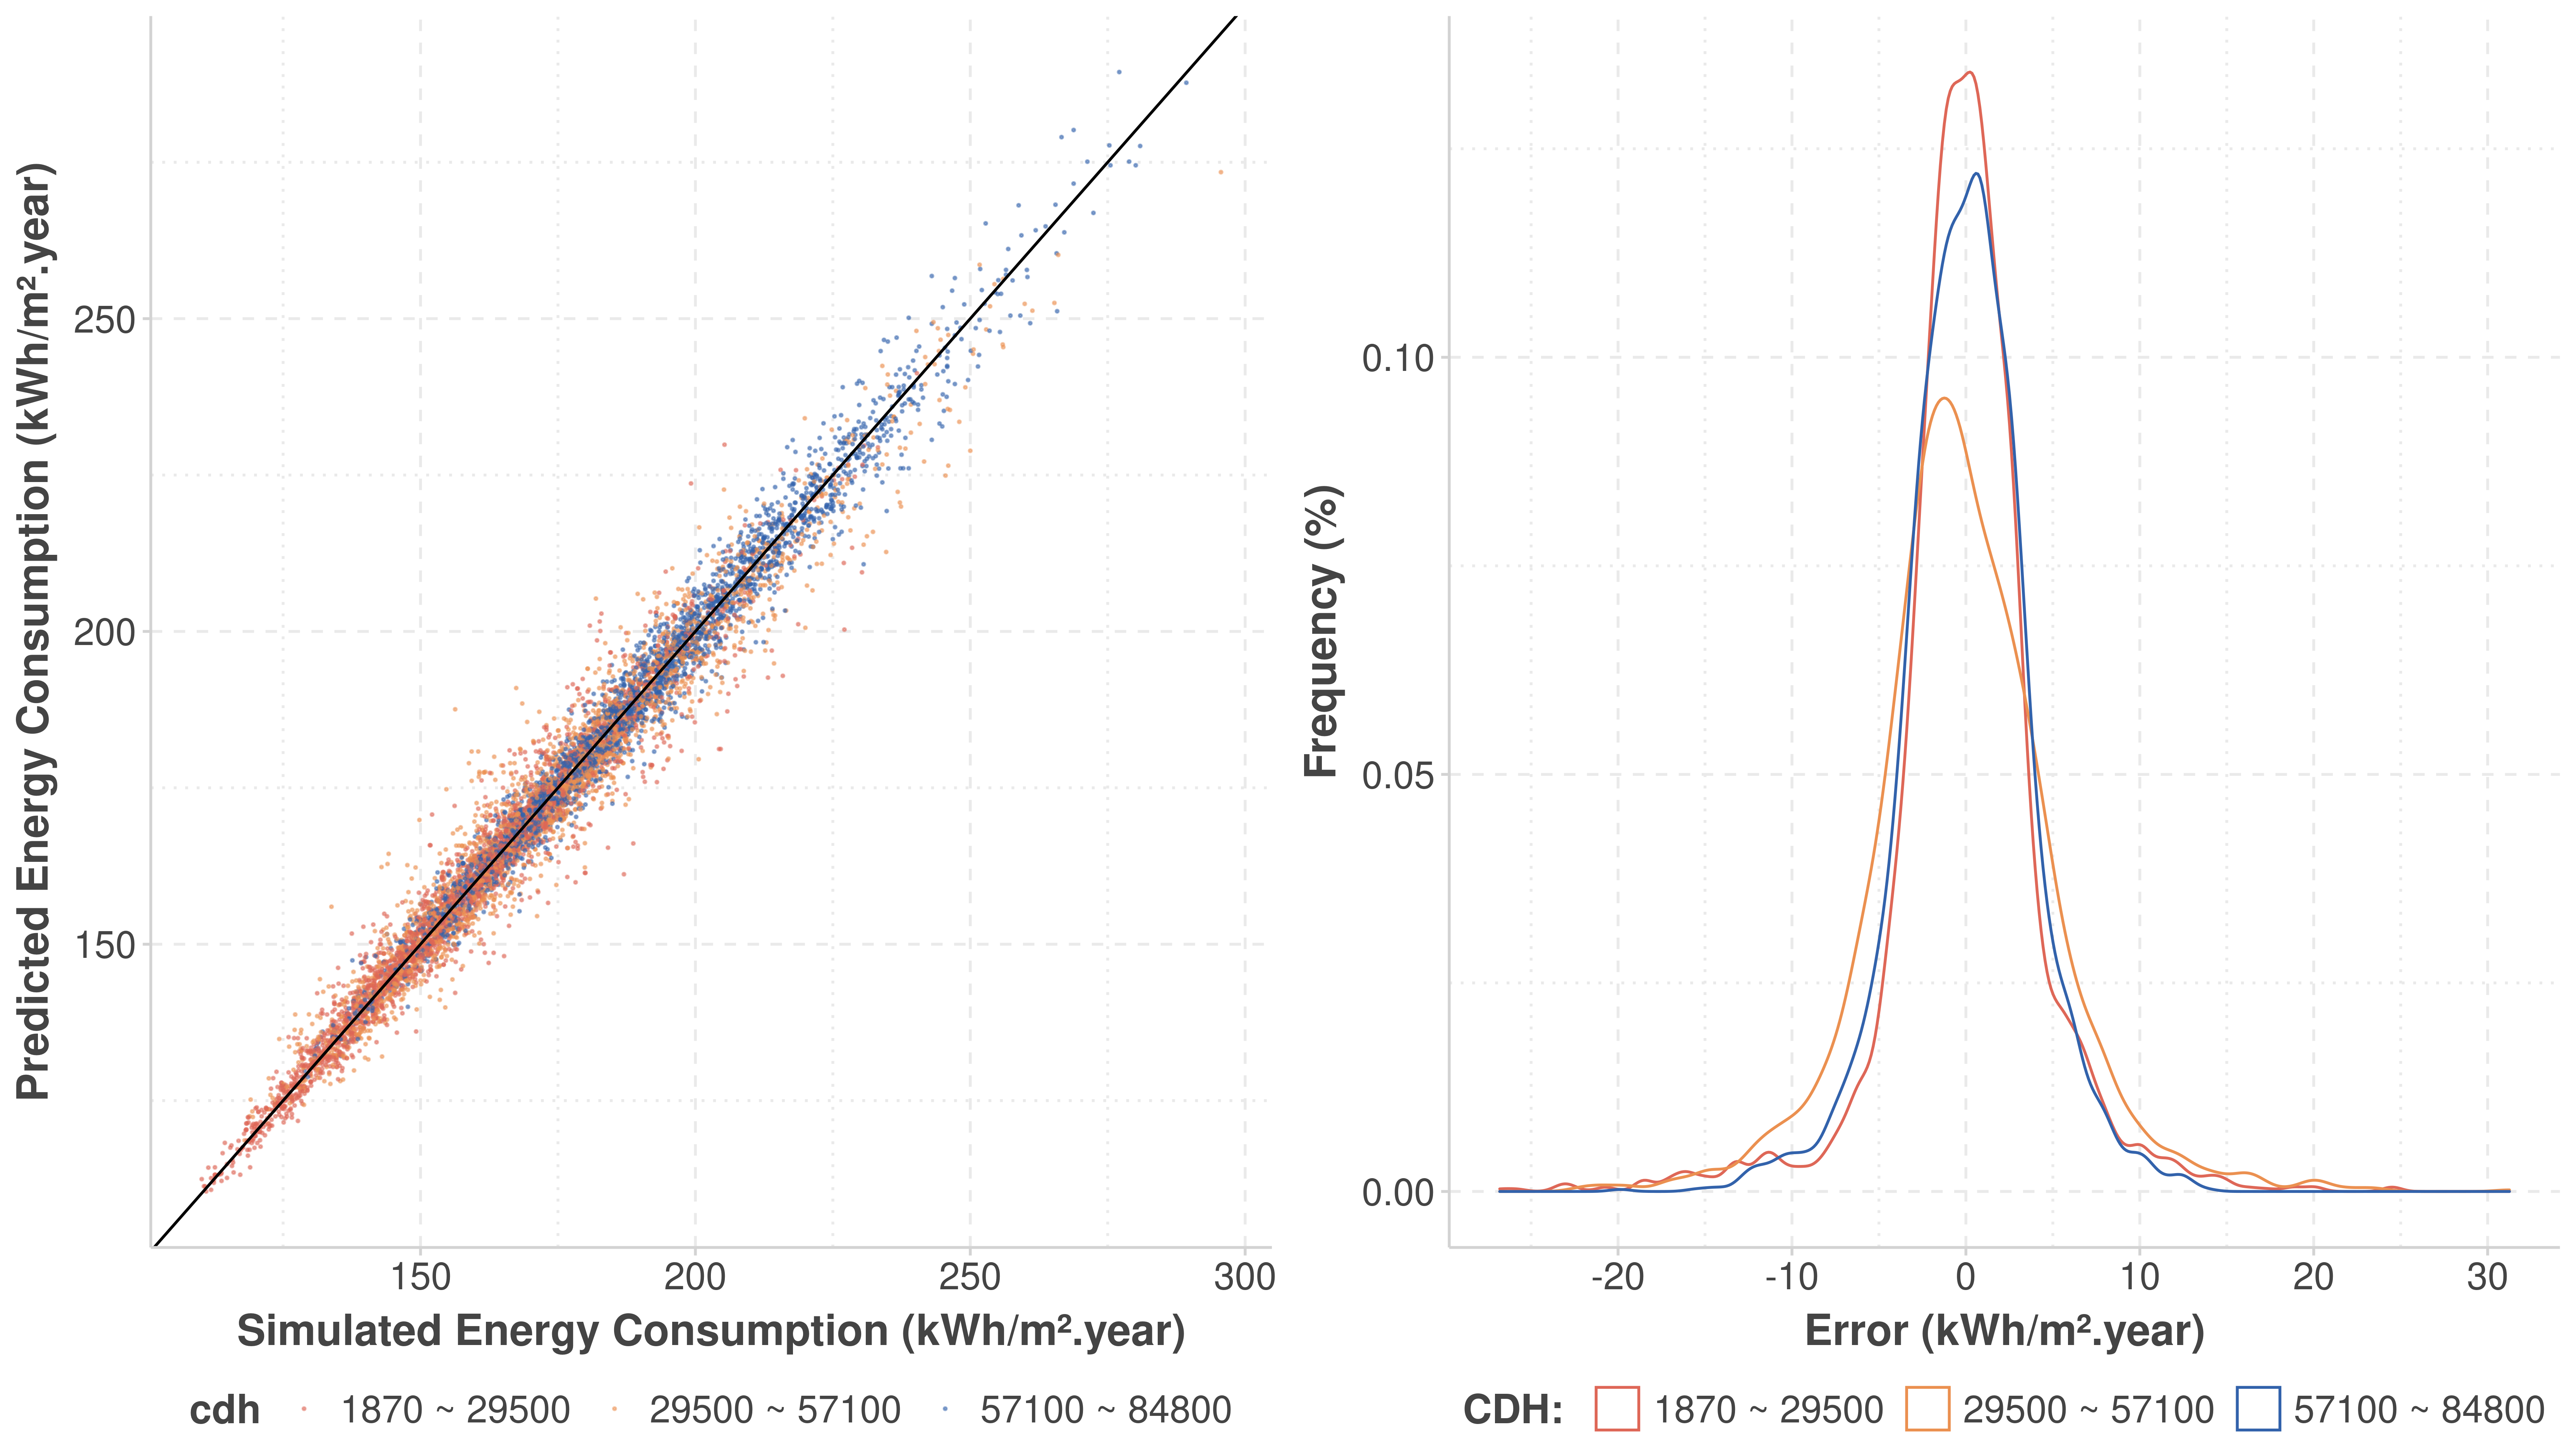 Predicted Energy Consumption (kWh/m².year)
250
200
150
150 200 250 300
Simulated Energy Consumption (kWh/m².year)
cdh 1870 ~ 29500 29500 ~ 57100 57100 ~ 84800
Frequency (%)
0.10
0.05
0.00
-20 -10 0 10 20 30
Error (kWh/m².year)
CDH: 1870 ~ 29500 29500 ~ 57100 57100 ~ 84800